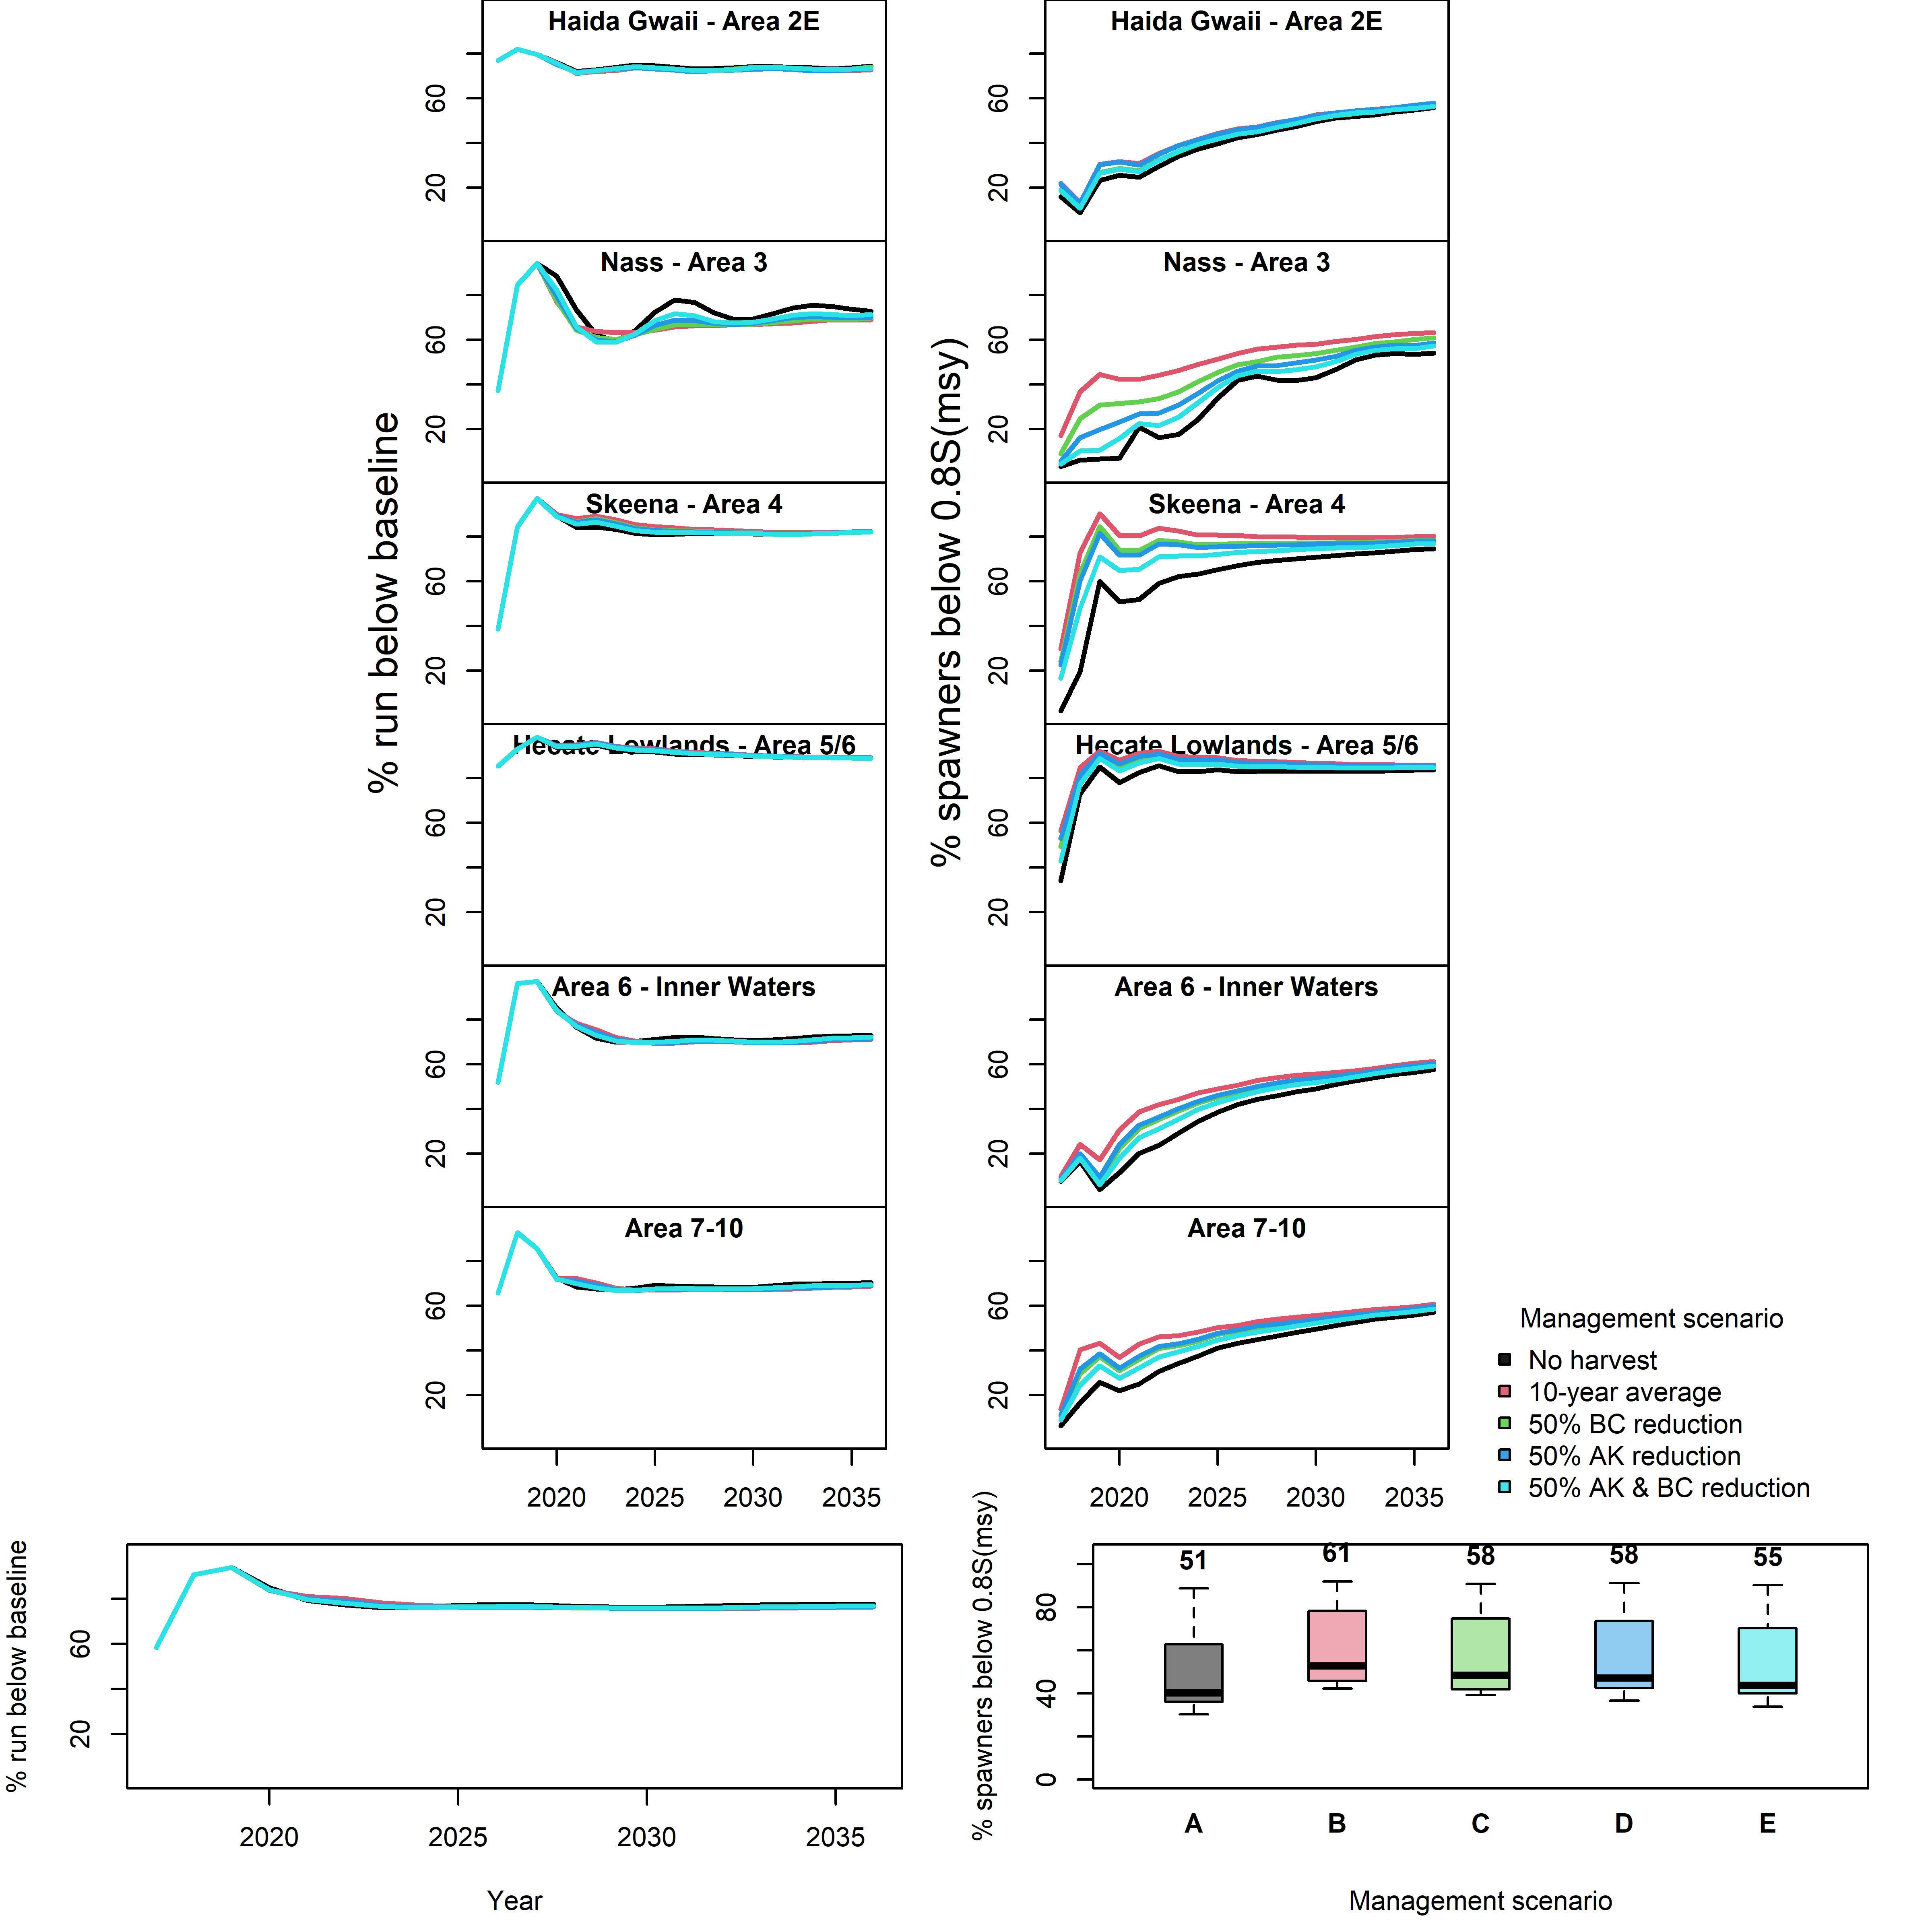 Haida Gwaii - Area 2E
60
20
Nass - Area 3
60
20
Skeena - Area 4
60
20
Hecate Lowlands - Area 5/6
60
20
Area 6 - Inner Waters
60
20
Area 7-10
60
20
2020 2025 2030 2035
% run below baseline
Haida Gwaii - Area 2E
60
20
Nass - Area 3
60
20
Skeena - Area 4
60
20
Hecate Lowlands - Area 5/6
60
20
Area 6 - Inner Waters
60
20
Area 7-10
60
20
2020 2025 2030 2035
% spawners below 0.8S(msy)
Management scenario
No harvest
10-year average
50% BC reduction
50% AK reduction
50% AK & BC reduction
% run below baseline
60
20
2020 2025 2030 2035
Year
% spawners below 0.8S(msy)
51 61 58 58 55
80
40
0
A B C D E
Management scenario